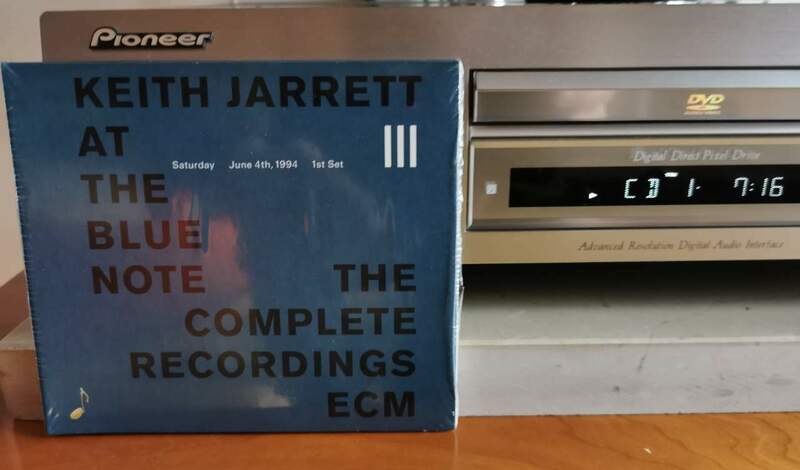 Pioneer
KEITH JARRETT
AT
III
Saturday June 4th, 1994 1st Set
THE
BLUE
NOTE THE
COMPLETE
RECORDINGS
ECM
DVD
Digital Direct Pixel Drive
CD 1 7:16
Advanced Resolution Digital Audio Interface